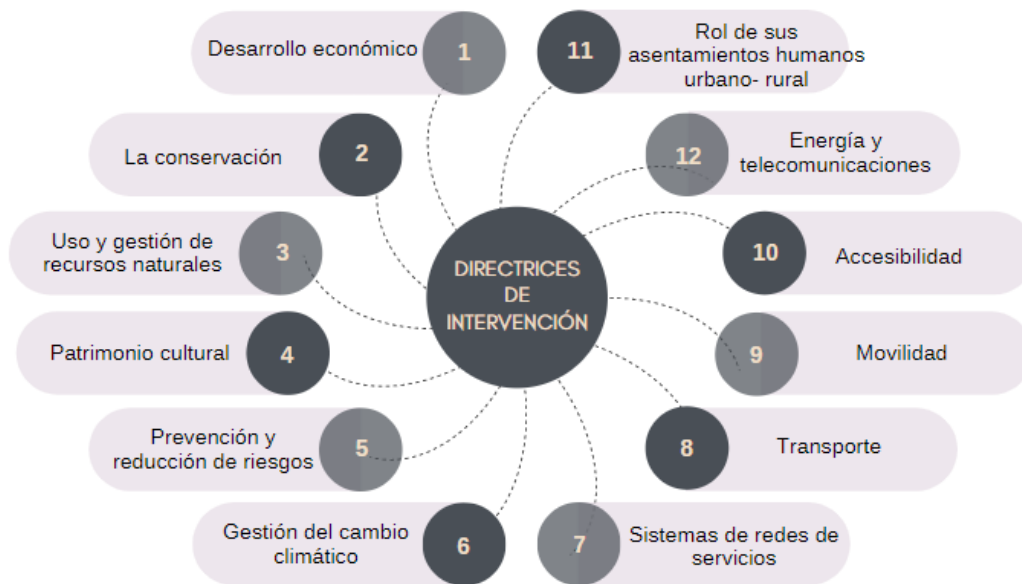 Desarrollo económico
1
La conservación
2
Uso y gestión de
recursos naturales
3
Patrimonio cultural
4
Prevención y
reducción de riesgos
5
Gestión del cambio
climático
6
DIRECTRICES
DE
INTERVENCIÓN
11
Rol de sus
asentamientos humanos
urbano- rural
12
Energía y
telecomunicaciones
10
Accesibilidad
9
Movilidad
8
Transporte
7
Sistemas de redes de
servicios